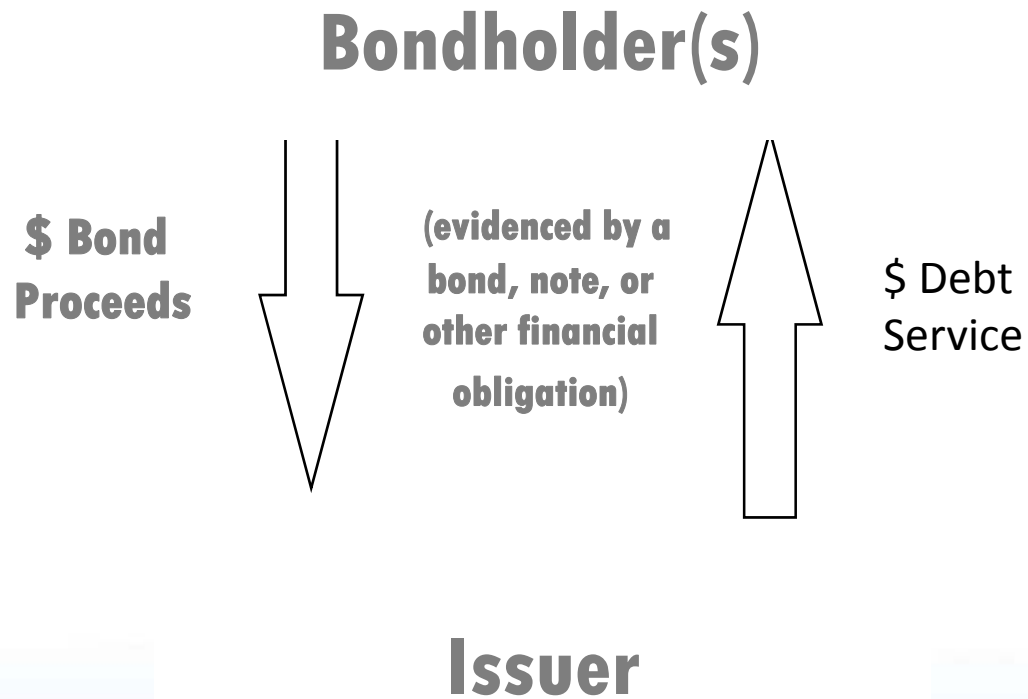 Bondholder(s)
$ Bond
Proceeds
(evidenced by a
bond, note, or
other financial
obligation)
$ Debt
Service
Issuer